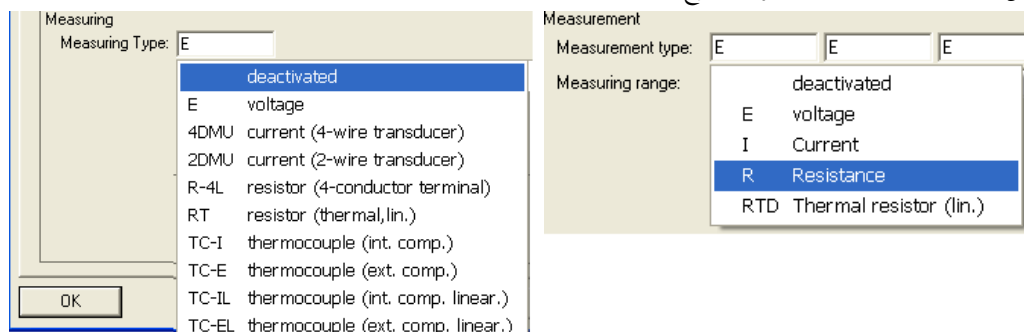 Measuring
Measuring Type: E
deactivated
E voltage
4DMU current (4-wire transducer)
2DMU current (2-wire transducer)
R-4L resistor (4-conductor terminal)
RT resistor (thermal,lin.)
TC-I thermocouple (int. comp.)
TC-E thermocouple (ext. comp.)
TC-IL thermocouple (int. comp. linear.)
TC-EL thermocouple (ext. comp. linear.)
OK
Measurement
Measurement type: E E E
Measuring range:
deactivated
E voltage
I Current
R Resistance
RTD Thermal resistor (lin.)